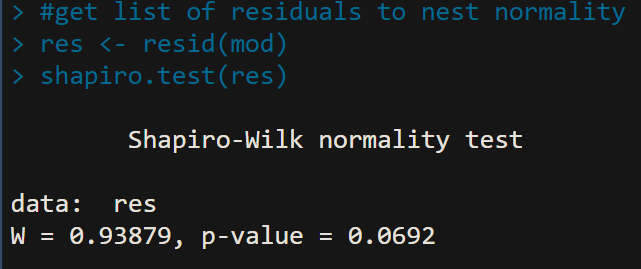 > #get list of residuals to nest normality
> res <- resid(mod)
> shapiro.test(res)
Shapiro-Wilk normality test
data:  res
W = 0.93879, p-value = 0.0692